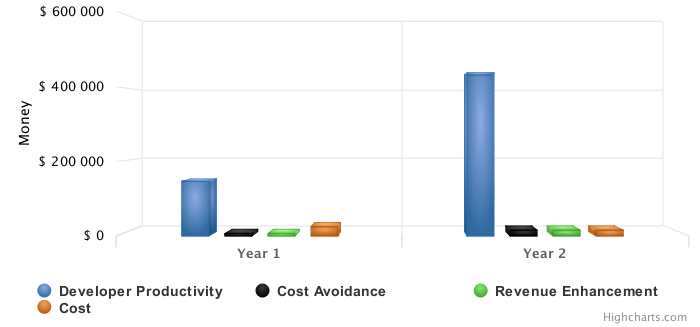 $ 600 000
$ 400 000
$ 200 000
$ 0
Money
Year 1
Year 2
Developer Productivity
Cost Avoidance
Revenue Enhancement
Cost
Highcharts.com